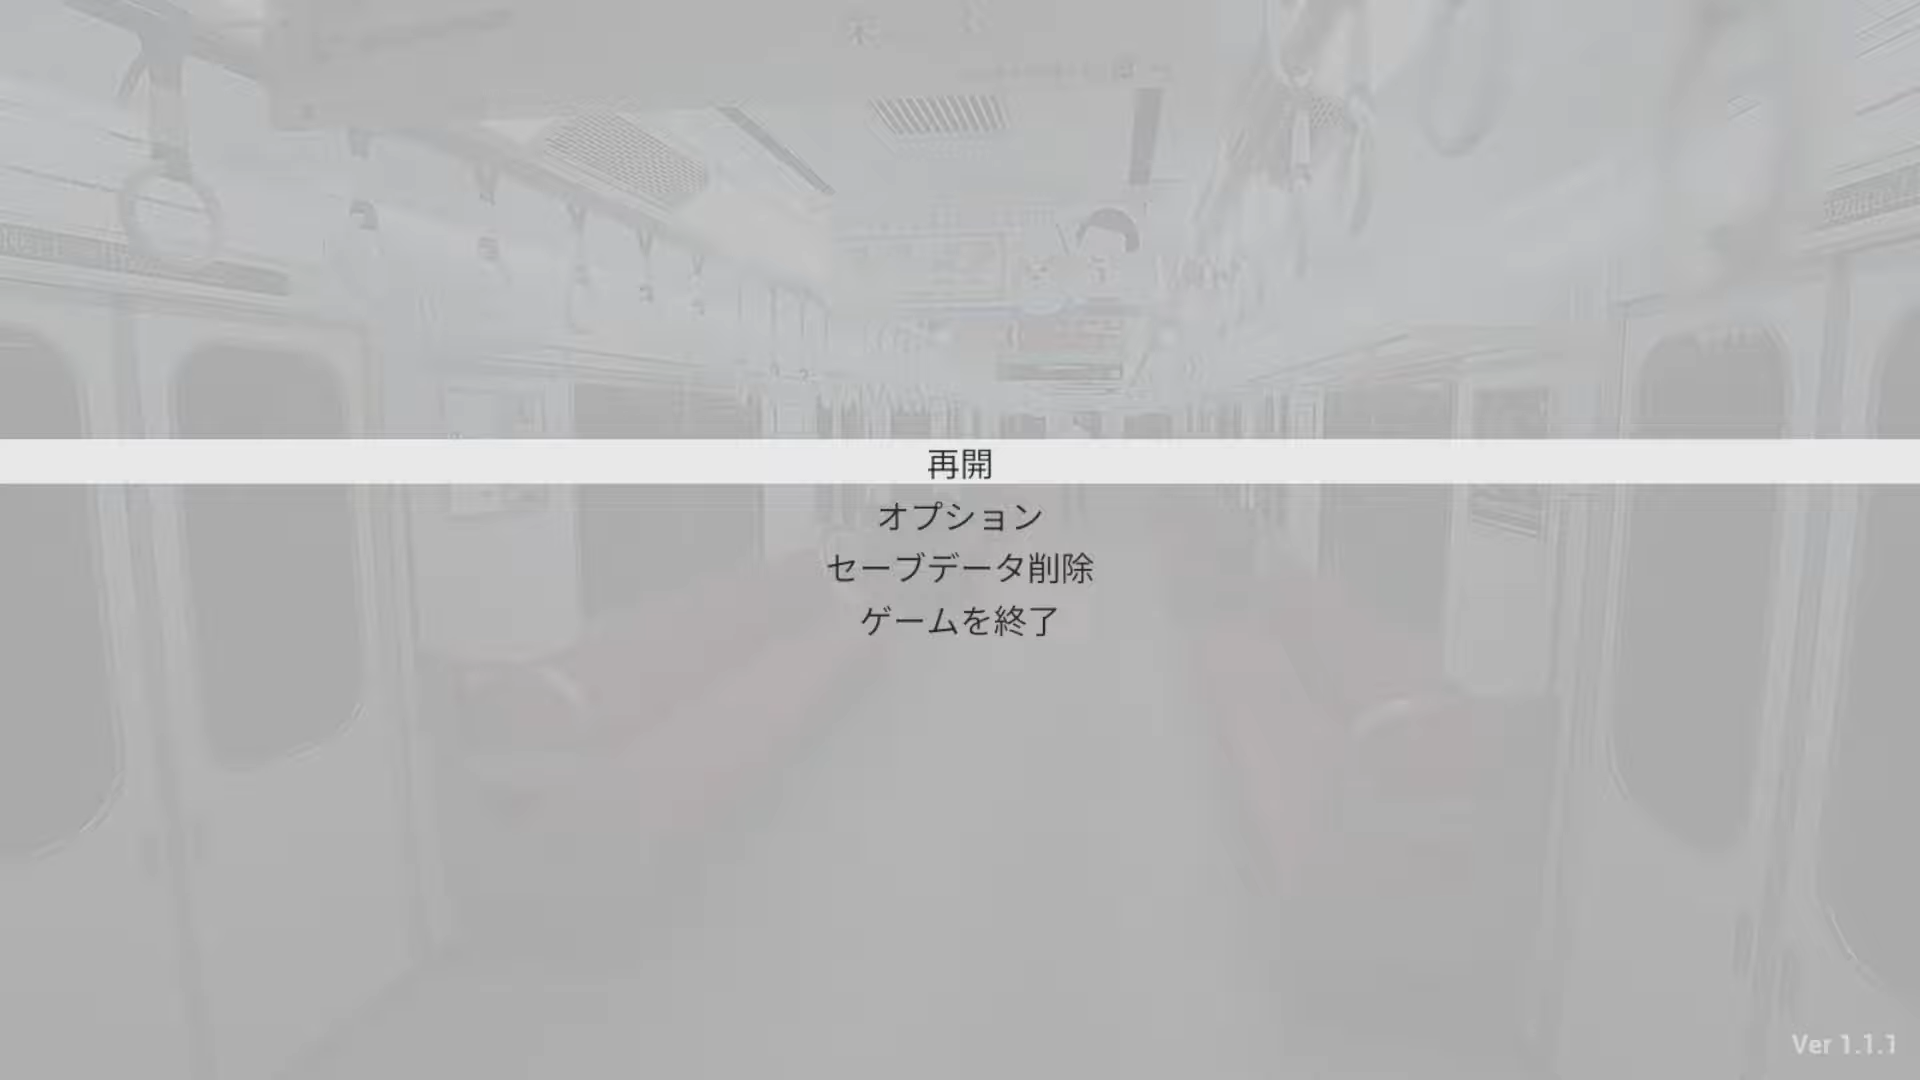 再開
オプション
セーブデータ削除
ゲームを終了
Ver 1.1.1